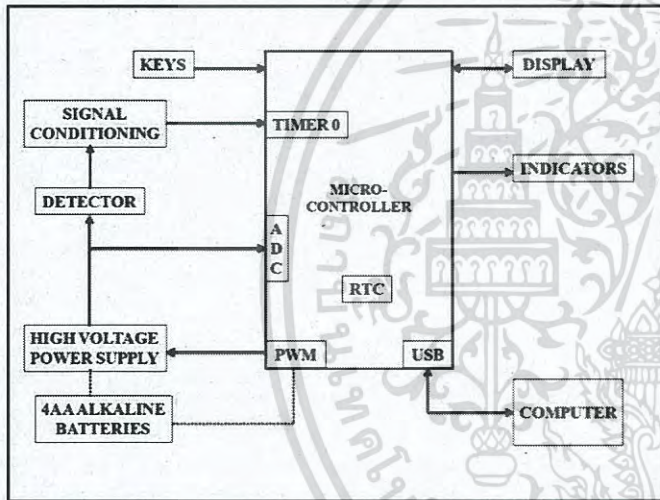 KEYS
DISPLAY
SIGNAL
CONDITIONING
TIMER 0
INDICATORS
MICRO-
CONTROLLER
DETECTOR
A
D
C
RTC
HIGH VOLTAGE
POWER SUPPLY
PWM
USB
4AA ALKALINE
BATTERIES
COMPUTER